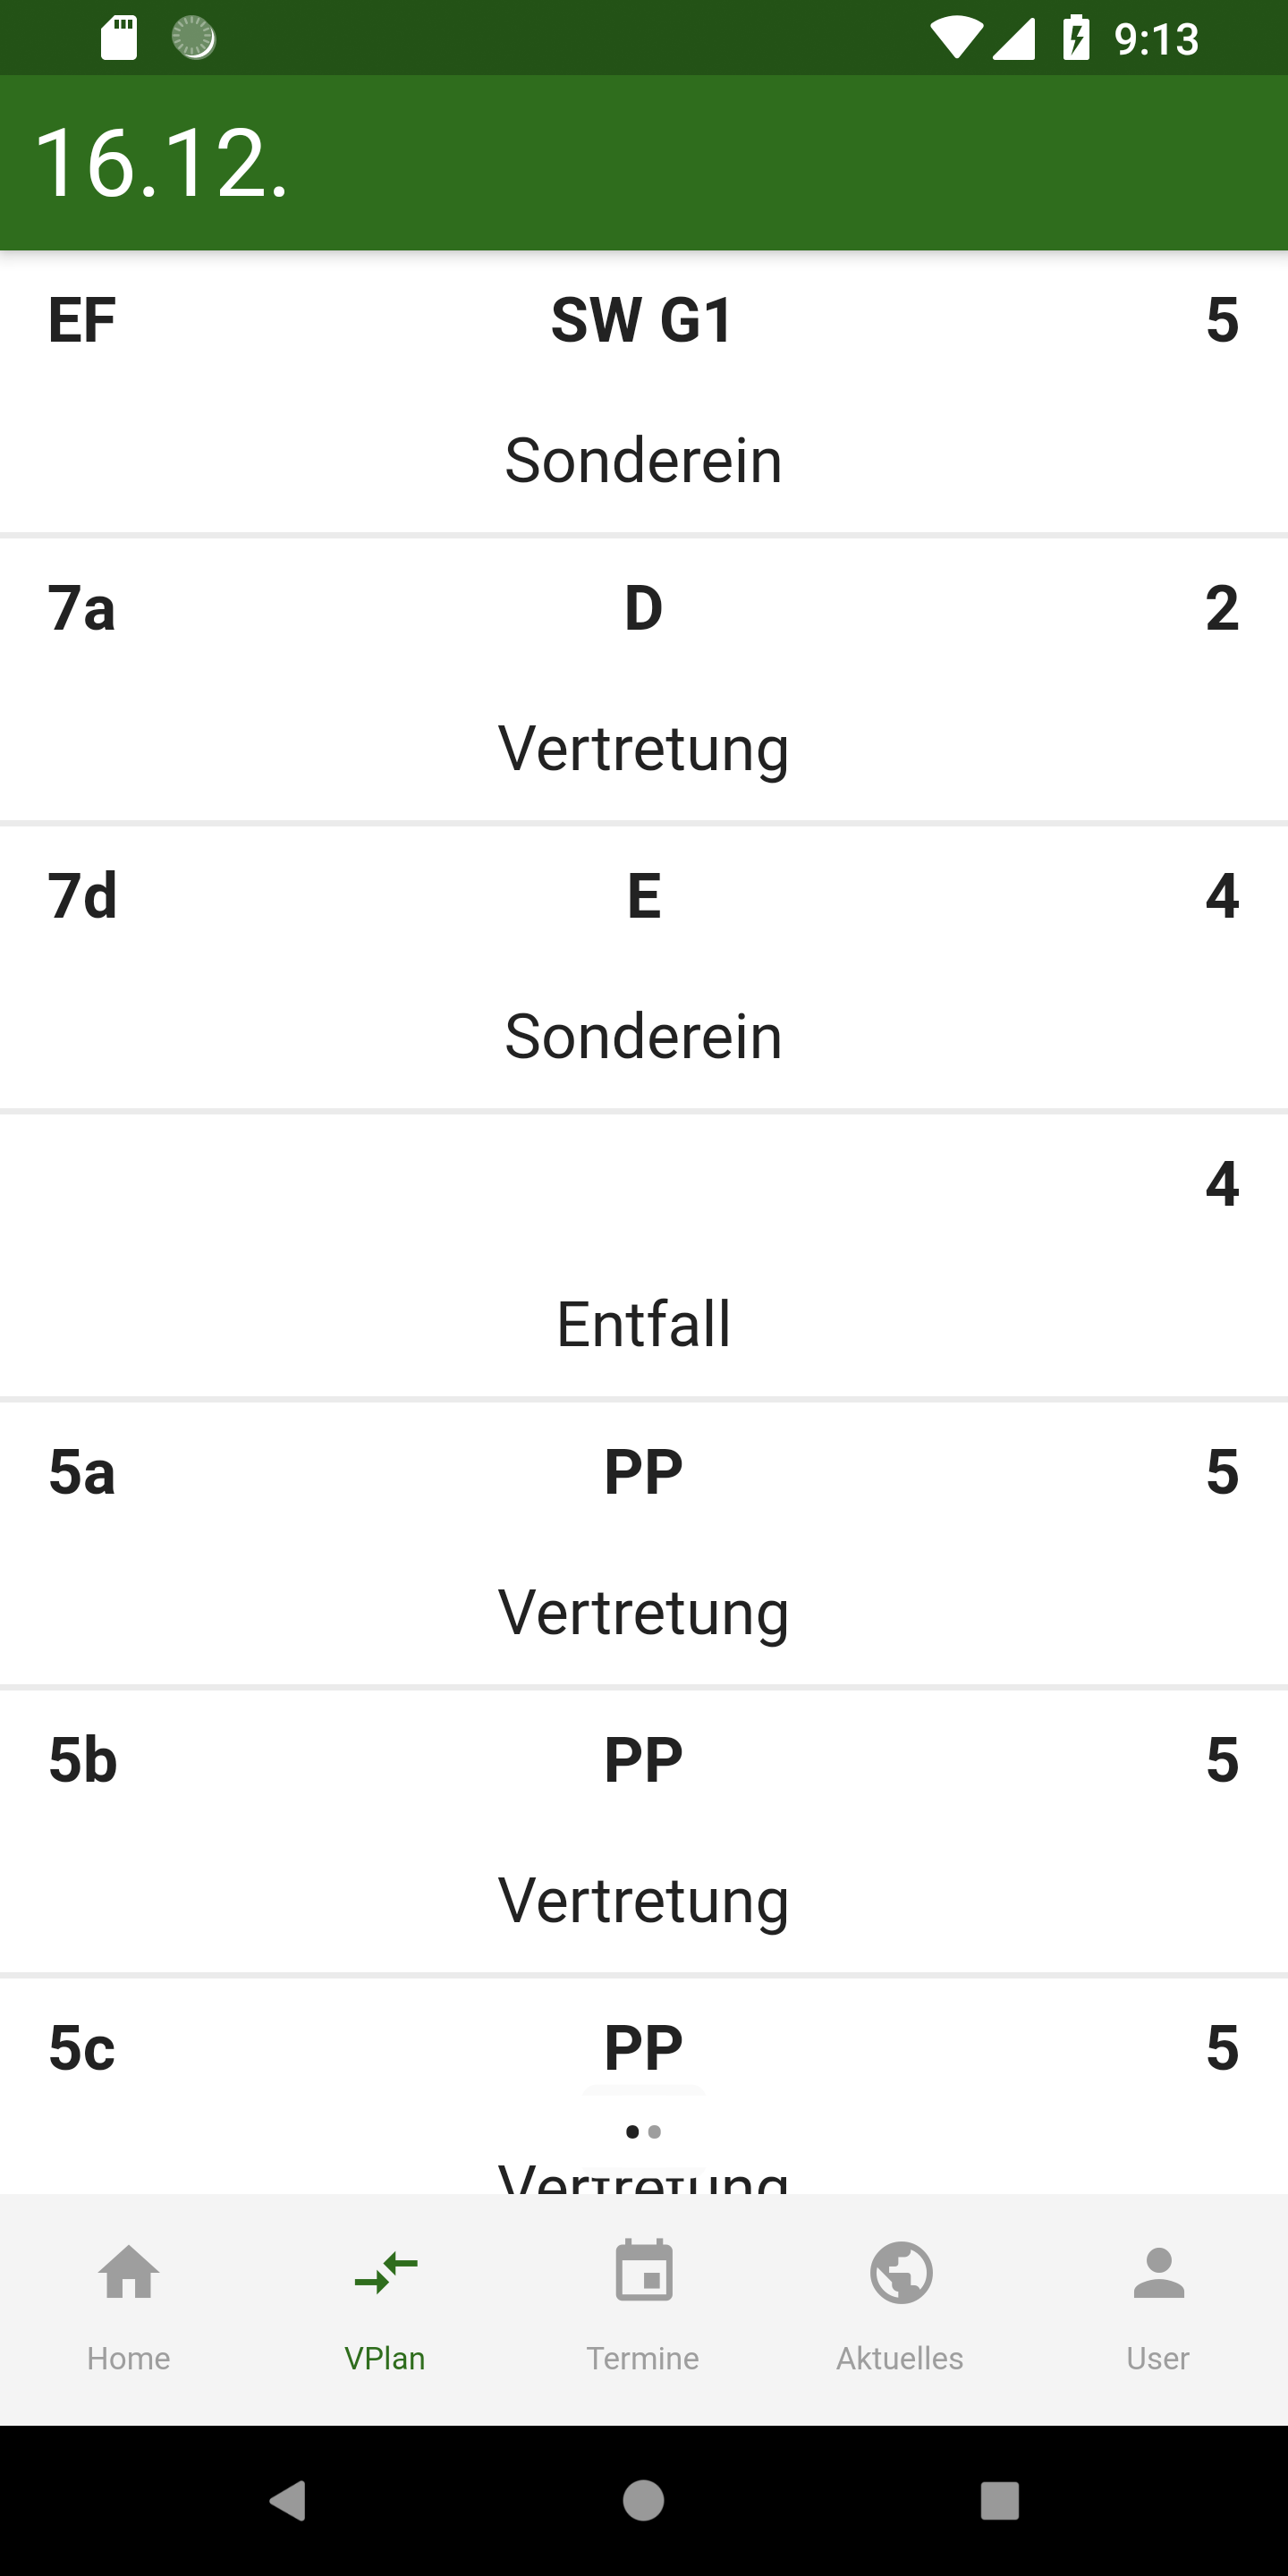 9:13
16.12.
EF SW G1 5
Sonderein
7a D 2
Vertretung
7d E 4
Sonderein
4
Entfall
5a PP 5
Vertretung
5b PP 5
Vertretung
5c PP 5
Vertretung
Home VPlan Termine Aktuelles User